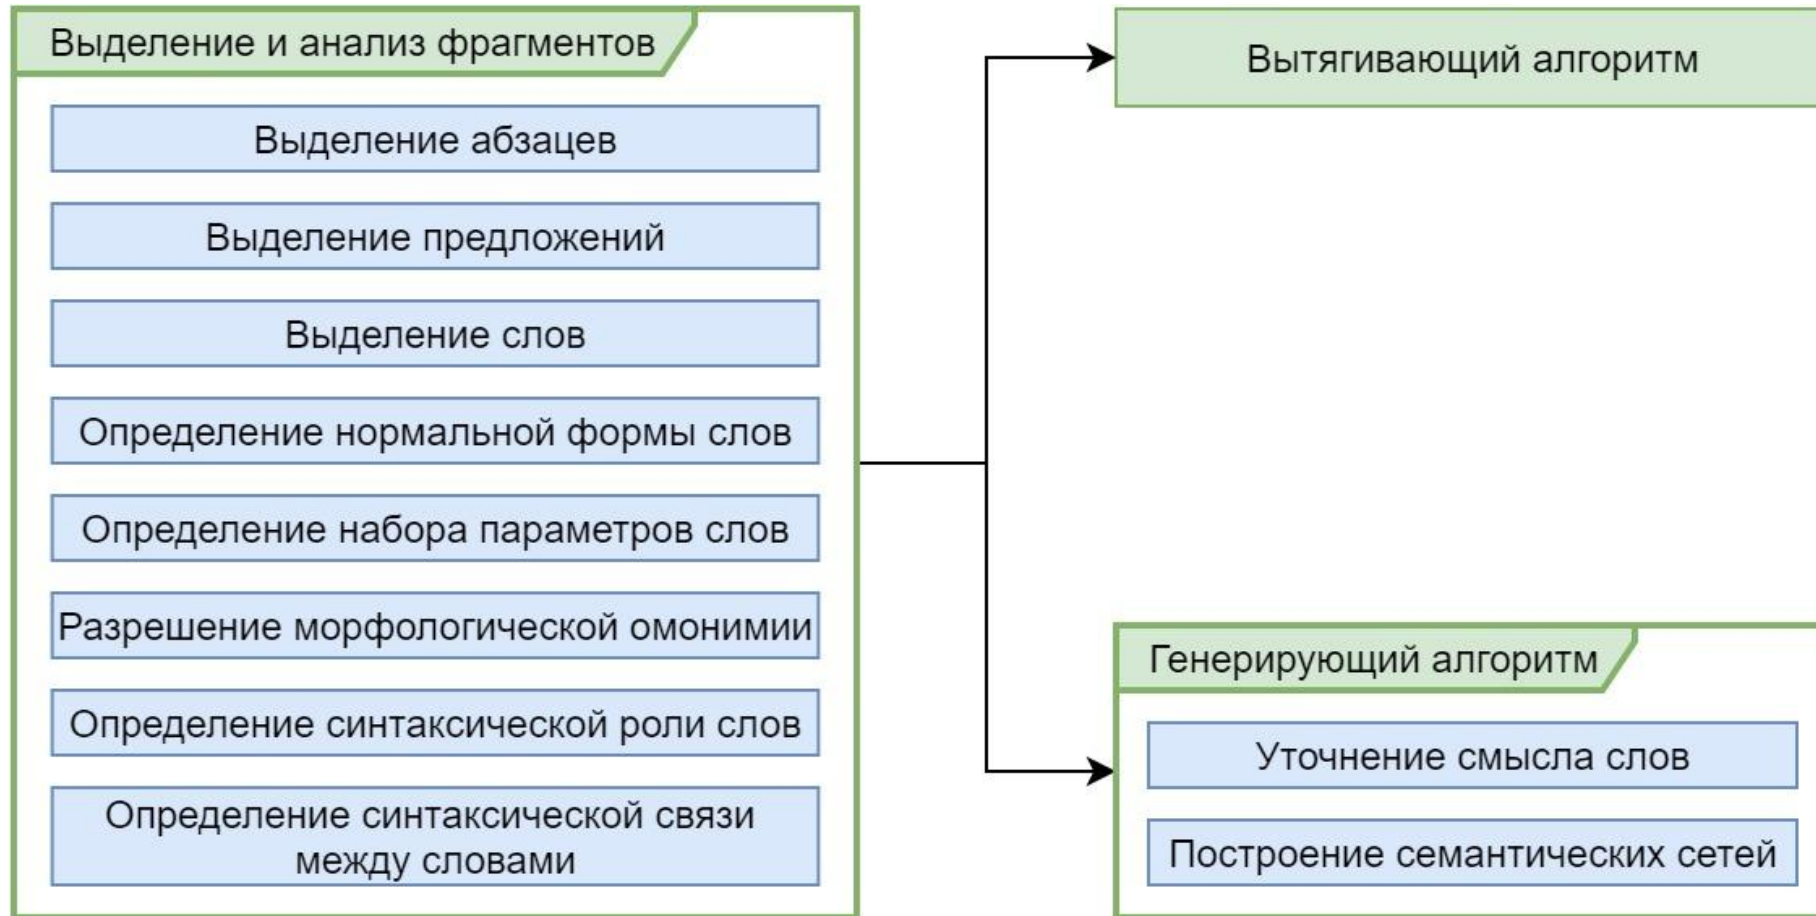 Выделение и анализ фрагментов
Выделение абзацев
Выделение предложений
Выделение слов
Определение нормальной формы слов
Определение набора параметров слов
Разрешение морфологической омонимии
Определение синтаксической роли слов
Определение синтаксической связи
между словами
Вытягивающий алгоритм
Генерирующий алгоритм
Уточнение смысла слов
Построение семантических сетей